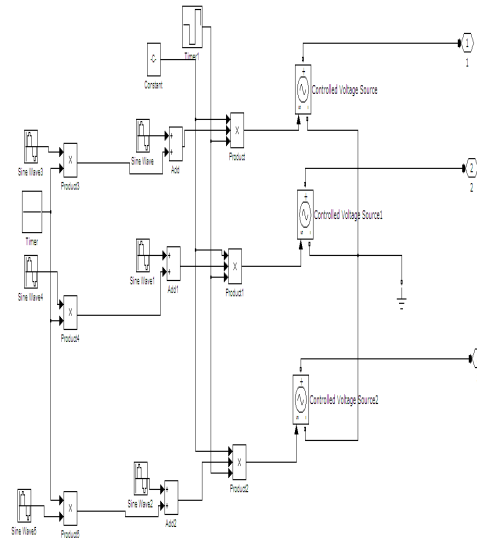 Timer1
-C-
Constant
1
1
Controlled Voltage Source
Sine Wave3
X
Product3
Sine Wave
Add
X
Product
2
2
Timer
Controlled Voltage Source1
Sine Wave4
X
Product4
Sine Wave1
Add1
X
Product1
Controlled Voltage Source2
Sine Wave5
X
Product5
Sine Wave2
Add2
X
Product2